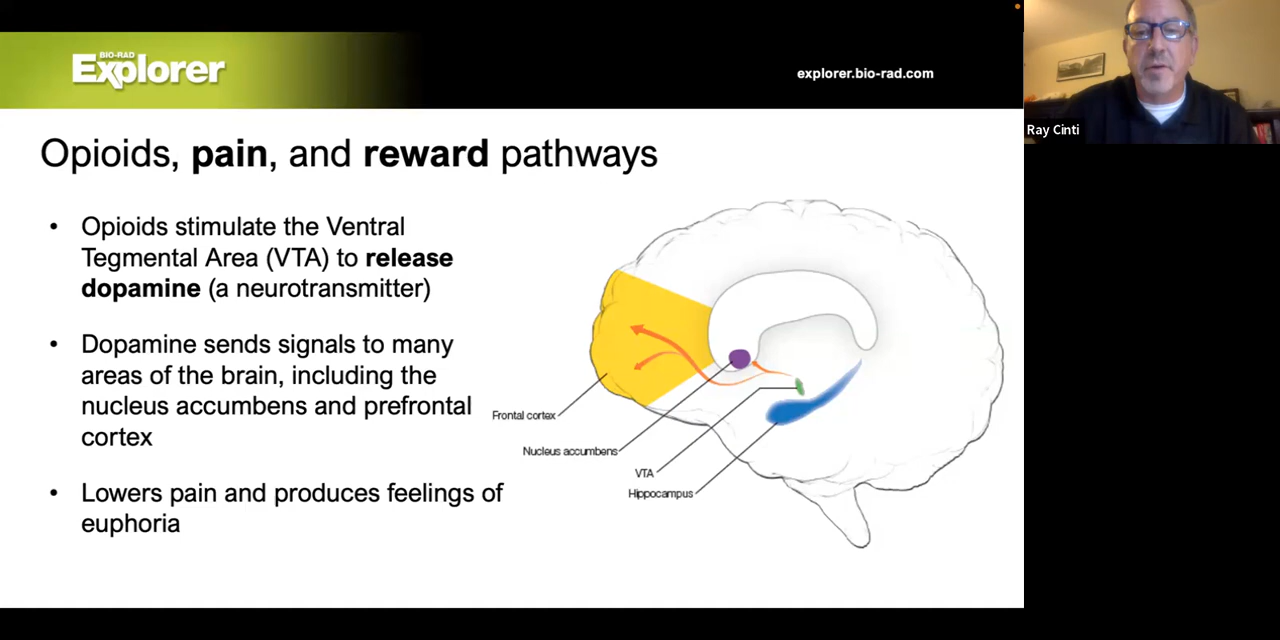 BIO-RAD
Explorer
explorer.bio-rad.com
Ray Cinti
Opioids, pain, and reward pathways
• Opioids stimulate the Ventral
Tegmental Area (VTA) to release
dopamine (a neurotransmitter)
• Dopamine sends signals to many
areas of the brain, including the
nucleus accumbens and prefrontal
cortex
• Lowers pain and produces feelings of
euphoria
Frontal cortex
Nucleus accumbens
VTA
Hippocampus